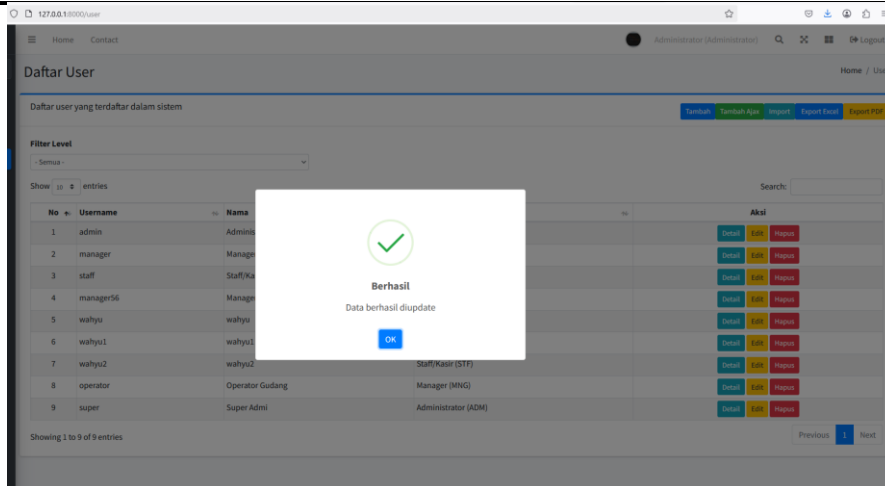 127.0.0.1:8000/user
Home Contact Administrator (Administrator) Logout
Daftar User Home /
Daftar user yang terdaftar dalam sistem Tambah Tambah Ajax Import Export Excel Export PDF
Filter Level
- Semua -
Show 10 entries Search:
No Username Nama Aksi
1 admin Adminis Detail Edit Hapus
2 manager Manage Detail Edit Hapus
3 staff Staff/Ka Detail Edit Hapus
4 manager56 Manage Detail Edit Hapus
5 wahyu wahyu Detail Edit Hapus
6 wahyu1 wahyu1 Detail Edit Hapus
7 wahyu2 wahyu2 Staff/Kasir (STF) Detail Edit Hapus
8 operator Operator Gudang Manager (MNG) Detail Edit Hapus
9 super Super Admi Administrator (ADM) Detail Edit Hapus
Showing 1 to 9 of 9 entries Previous 1 Next
Berhasil
Data berhasil diupdate
OK